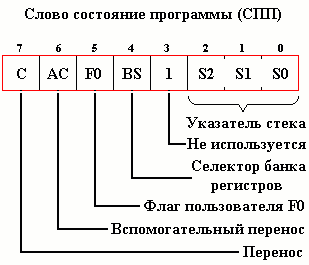 Слово состояние программы (СПП)
7 6 5 4 3 2 1 0
C AC F0 BS 1 S2 S1 S0
Указатель стека
Не используется
Селектор банка
регистров
Флаг пользователя F0
Вспомогательный перенос
Перенос